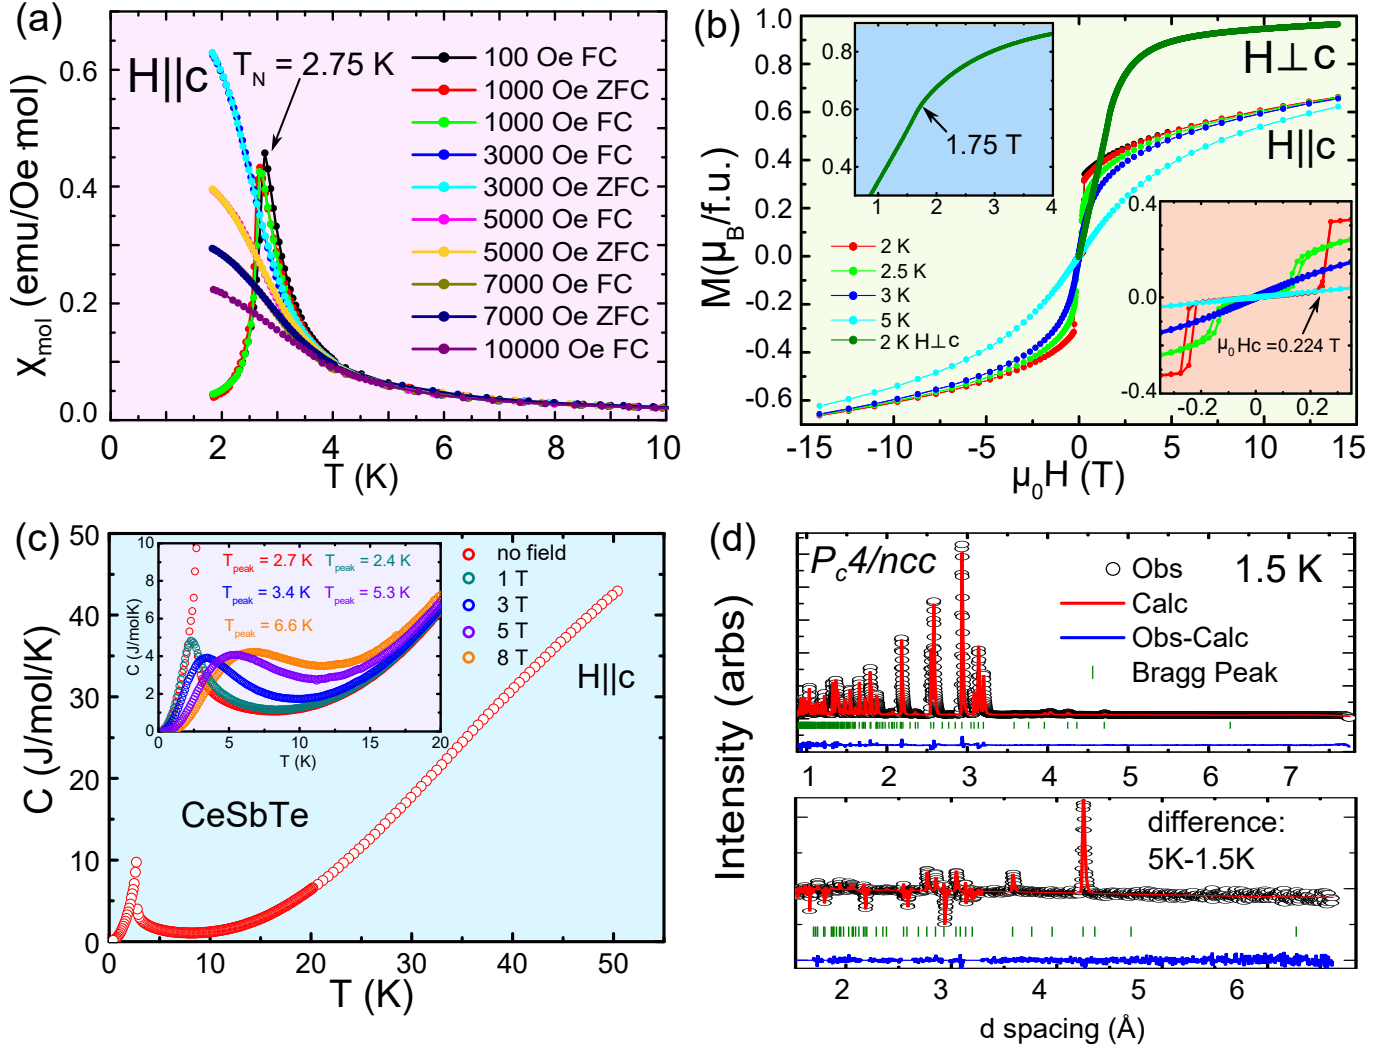 (a)
H||c
T_N = 2.75 K
100 Oe FC
1000 Oe ZFC
1000 Oe FC
3000 Oe FC
3000 Oe ZFC
5000 Oe FC
5000 Oe ZFC
7000 Oe FC
7000 Oe ZFC
10000 Oe FC
0.6
0.4
0.2
0.0
X_mol (emu/Oe mol)
0 2 4 6 8 10
T (K)
(b)
1.0
0.8
0.6
0.4
0.2
0.0
-0.2
-0.4
-0.6
M(μ_B/f.u.)
0.8
0.6
0.4
1 2 3 4
1.75 T
H⊥c
H||c
2 K
2.5 K
3 K
5 K
2 K H⊥c
0.4
0.0
-0.4
-0.2 0 0.2
μ₀Hc =0.224 T
-15 -10 -5 0 5 10 15
μ₀H (T)
(c)
50
40
30
20
10
0
C (J/mol/K)
10
8
6
4
2
0
C (J/molK)
T_peak = 2.7 K
T_peak = 2.4 K
T_peak = 3.4 K
T_peak = 5.3 K
T_peak = 6.6 K
0 5 10 15 20
T (K)
no field
1 T
3 T
5 T
8 T
H||c
CeSbTe
0 10 20 30 40 50
T (K)
(d)
P_c4/ncc
Obs
Calc
Obs-Calc
Bragg Peak
1.5 K
1 2 3 4 5 6 7
Intensity (arbs)
difference:
5K-1.5K
2 3 4 5 6
d spacing (Å)